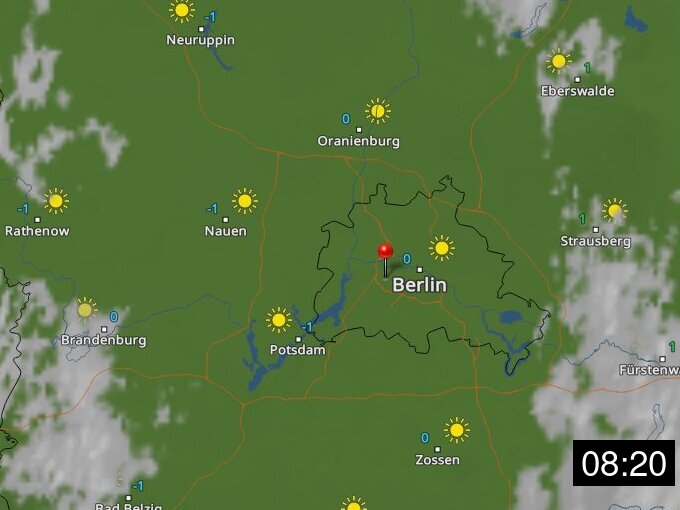 -1
Neuruppin
1
Eberswalde
0
Oranienburg
-1
Rathenow
-1
Nauen
1
Strausberg
0
Berlin
0
Brandenburg
-1
Potsdam
1
Fürstenwa
0
Zossen
08:20
-1
Bad Belzig